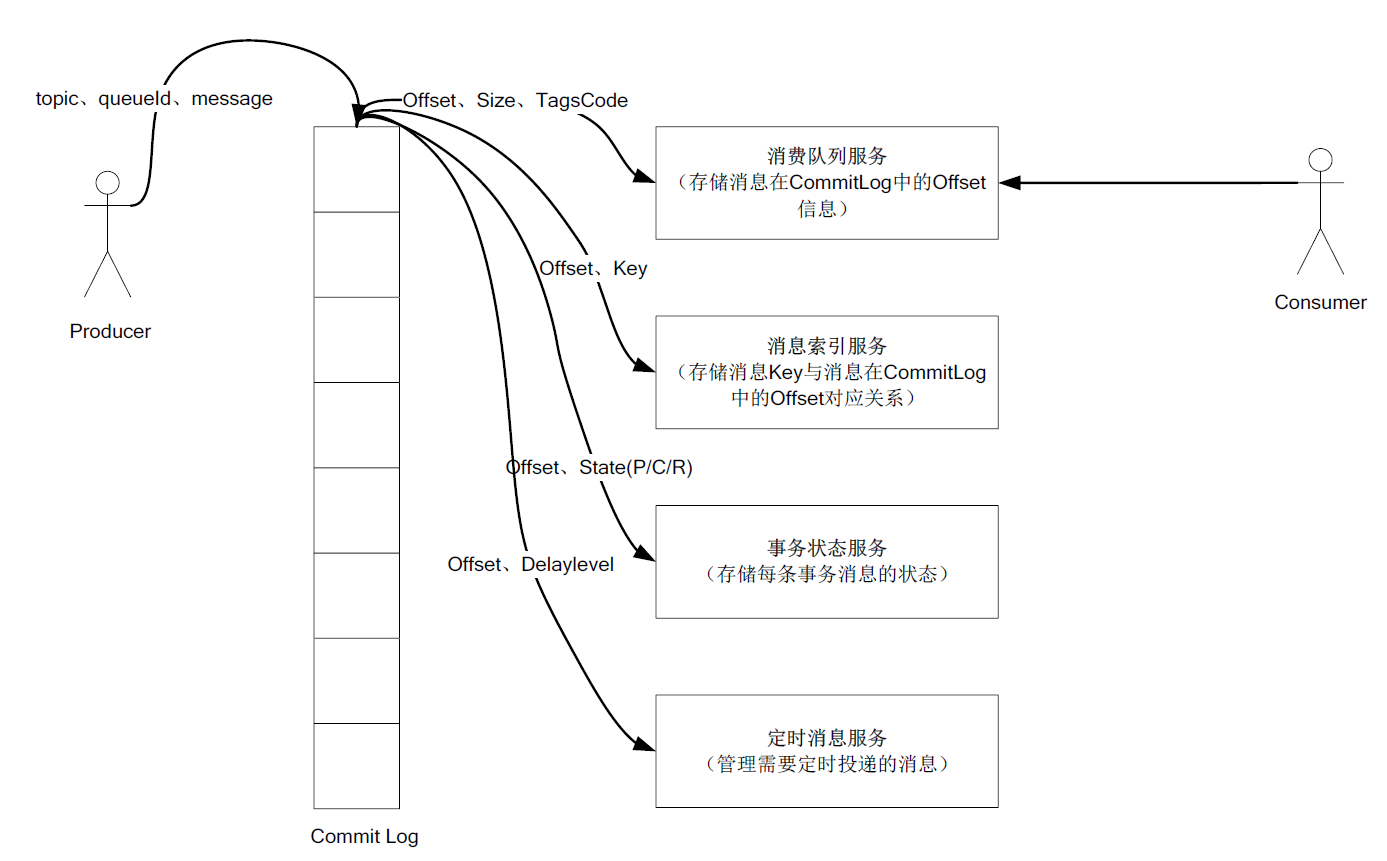 topic、queueId、message
Producer
Commit Log
Offset、Size、TagsCode
Offset、Key
Offset、State(P/C/R)
Offset、Delaylevel
消费队列服务
（存储消息在CommitLog中的Offset
信息）
消息索引服务
（存储消息Key与消息在CommitLog
中的Offset对应关系）
事务状态服务
（存储每条事务消息的状态）
定时消息服务
（管理需要定时投递的消息）
Consumer